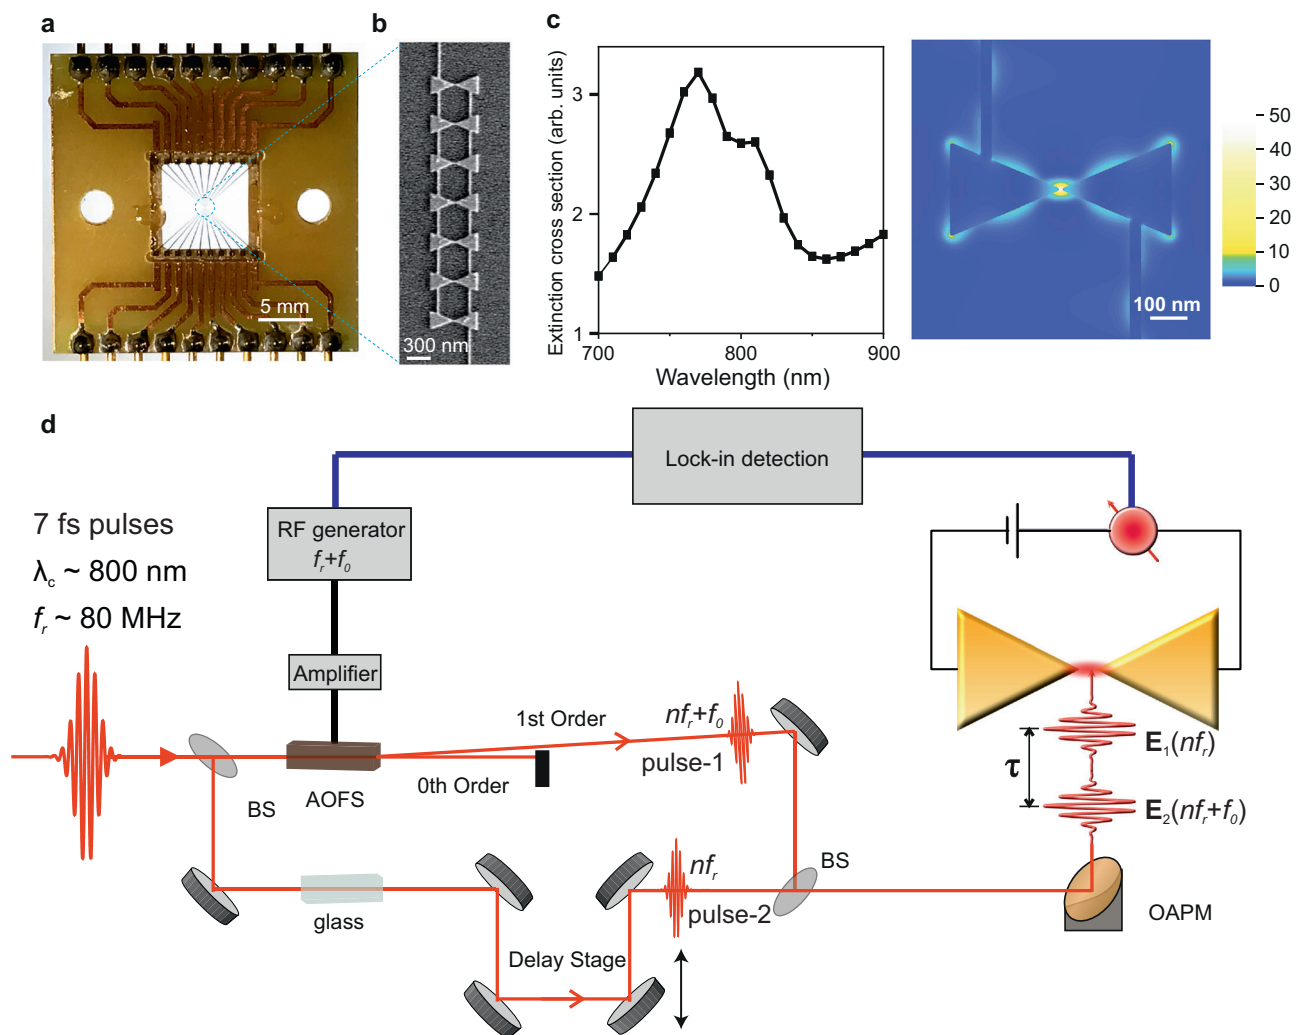 a
b
c
5 mm
300 nm
Extinction cross section (arb. units)
3
2
1
700
800
900
Wavelength (nm)
50
40
30
20
10
0
100 nm
d
7 fs pulses
λc ~ 800 nm
fr ~ 80 MHz
RF generator
fr+f0
Lock-in detection
Amplifier
1st Order
0th Order
nfr+f0
pulse-1
BS
AOFS
glass
Delay Stage
nfr
pulse-2
BS
τ
E1(nfr)
E2(nfr+f0)
OAPM